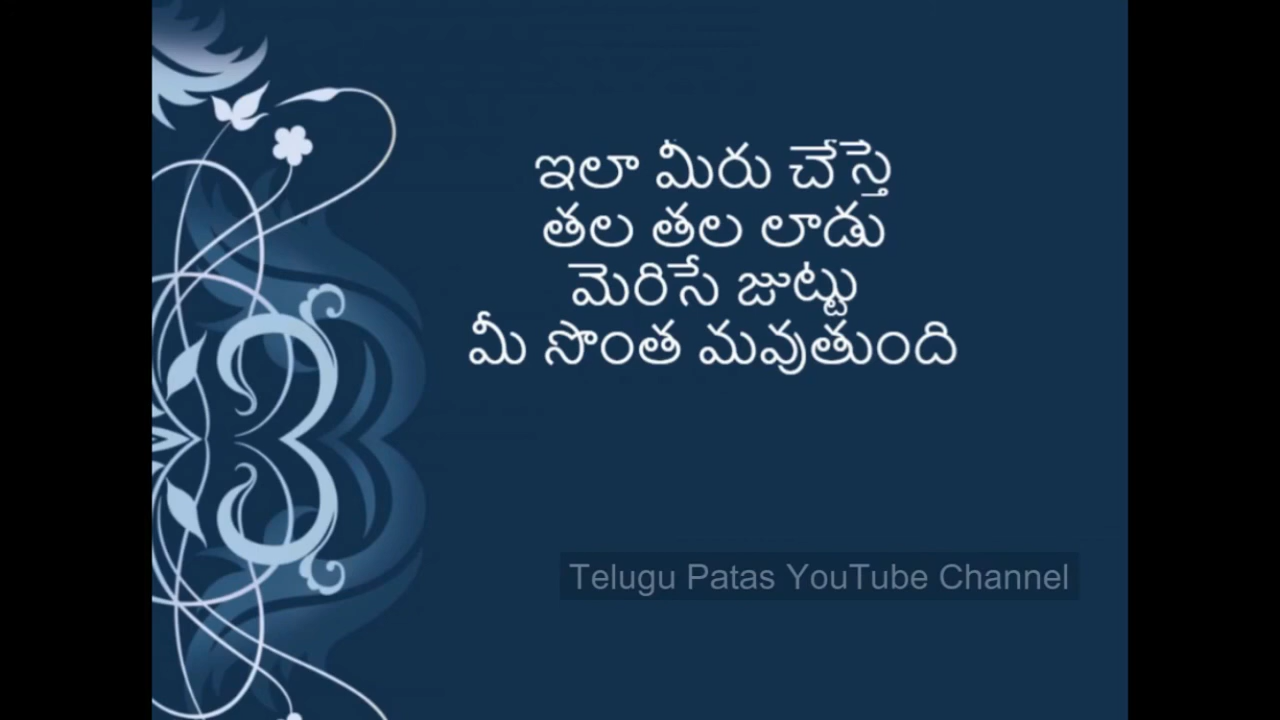 ఇలా మీరు చేస్తే
తల తల లాడు
మెరిసే జుట్టు
మీ సొంత మవుతుంది
Telugu Patas YouTube Channel